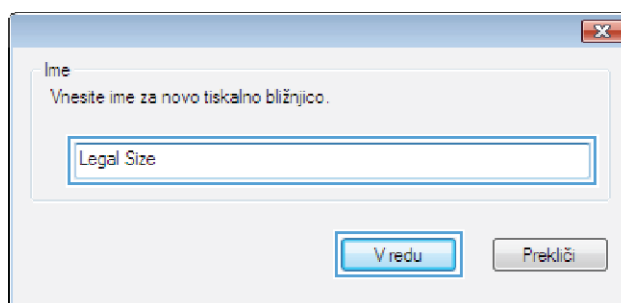 Ime
Vnesite ime za novo tiskalno bližnjico.
Legal Size
V redu
Prekliči